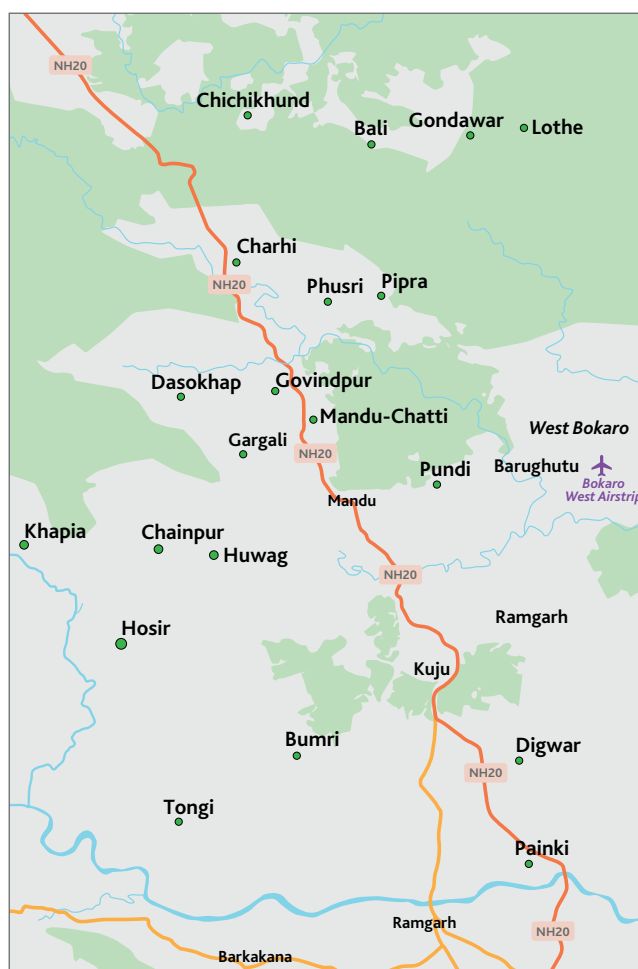 NH20
Chichikhund
Bali
Gondawar
Lothe
Charhi
NH20
Phusri
Pipra
Dasokhap
Govindpur
Mandu-Chatti
West Bokaro
Gargali
NH20
Pundi
Barughutu
Bokaro
West Airstrip
Mandu
Khapia
Chainpur
Huwag
NH20
Ramgarh
Hosir
Kuju
Bumri
Digwar
NH20
Tongi
Painki
Ramgarh
NH20
Barkakana